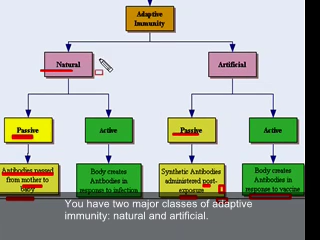 Adaptive
Immunity
Natural
Artificial
Passive
Active
Passive
Active
Antibodies passed
from mother to
baby
Body creates
Antibodies in
response to infection
Synthetic Antibodies
administered post-
exposure
Body creates
Antibodies in
response to vaccine
You have two major classes of adaptive
immunity: natural and artificial.